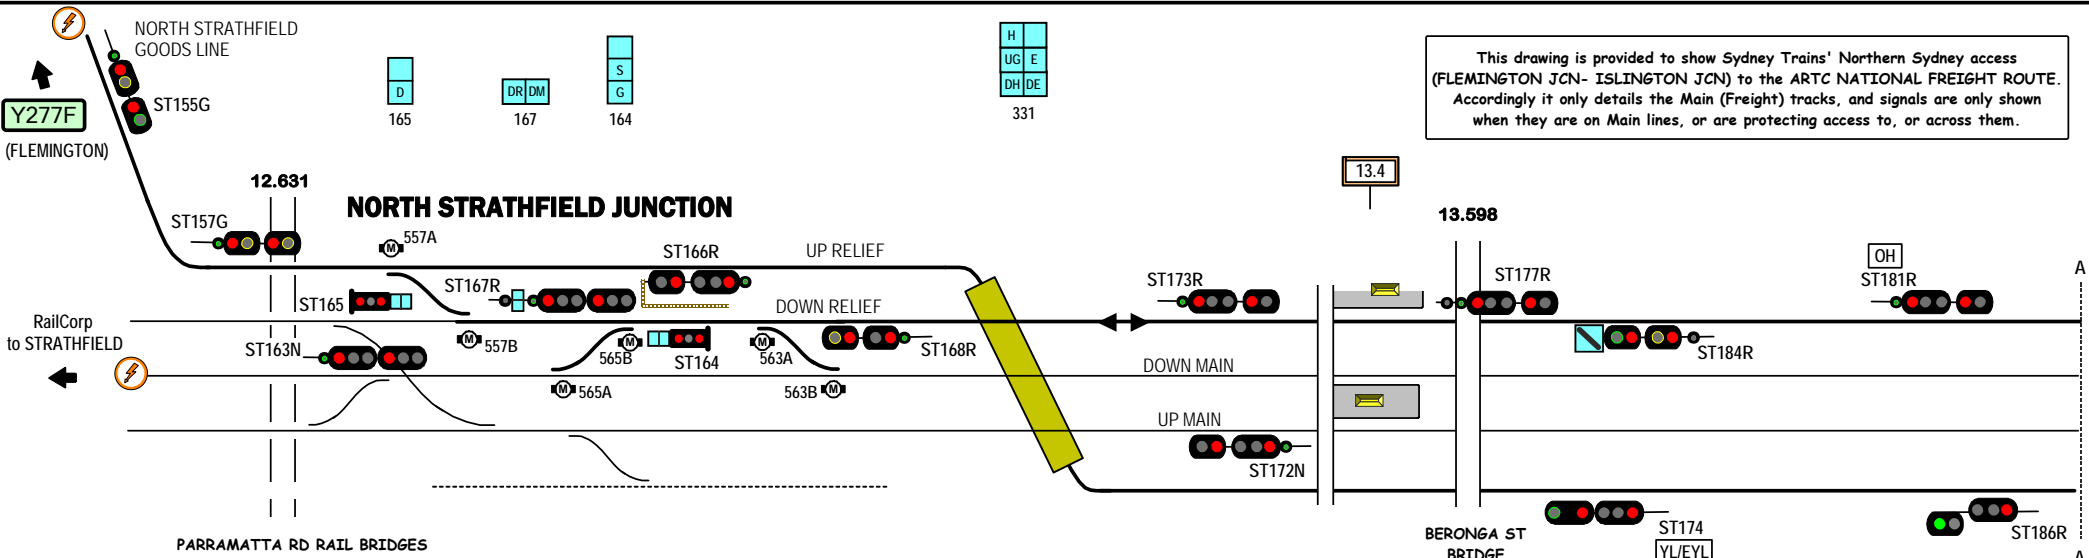 NORTH STRATHFIELD
GOODS LINE
ST155G
Y277F
(FLEMINGTON)
D
165
DR DM
167
S
G
164
H
UG E
DH DE
331
This drawing is provided to show Sydney Trains' Northern Sydney access
(FLEMINGTON JCN- ISLINGTON JCN) to the ARTC NATIONAL FREIGHT ROUTE.
Accordingly it only details the Main (Freight) tracks, and signals are only shown
when they are on Main lines, or are protecting access to, or across them.
13.4
12.631
NORTH STRATHFIELD JUNCTION
13.598
ST157G
M 557A
ST166R
UP RELIEF
OH
ST181R
A
ST167R
ST173R
ST177R
ST165
DOWN RELIEF
RailCorp
to STRATHFIELD
ST163N
M 557B
M
565B
ST164
M
563A
ST168R
ST184R
DOWN MAIN
M 565A
563B M
UP MAIN
ST172N
ST174
YL/EYL
ST186R
PARRAMATTA RD RAIL BRIDGES
BERONGA ST
BRIDGE
A